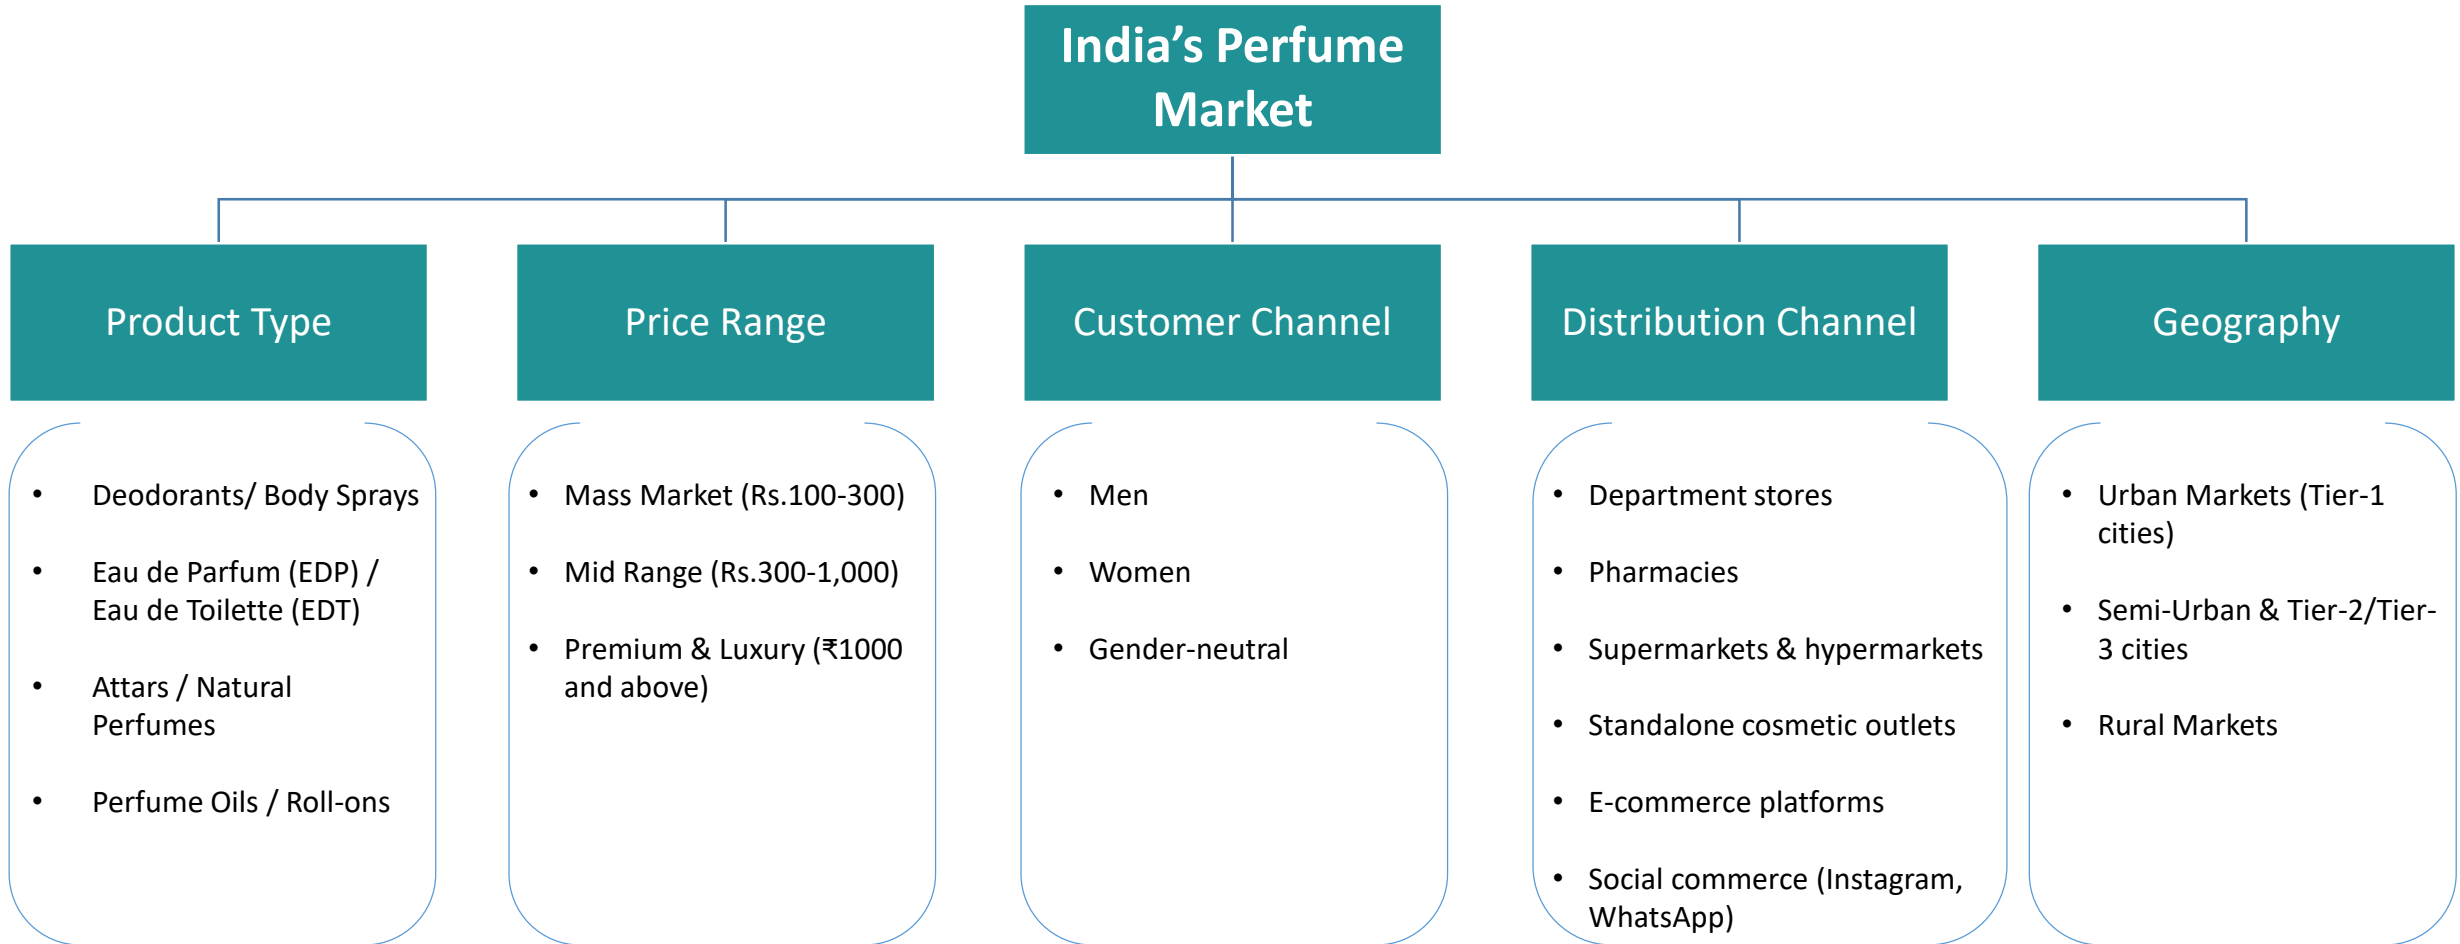 India’s Perfume
Market
Product Type
Price Range
Customer Channel
Distribution Channel
Geography
• Deodorants/ Body Sprays
• Eau de Parfum (EDP) /
Eau de Toilette (EDT)
• Attars / Natural
Perfumes
• Perfume Oils / Roll-ons
• Mass Market (Rs.100-300)
• Mid Range (Rs.300-1,000)
• Premium & Luxury (₹1000
and above)
• Men
• Women
• Gender-neutral
• Department stores
• Pharmacies
• Supermarkets & hypermarkets
• Standalone cosmetic outlets
• E-commerce platforms
• Social commerce (Instagram,
WhatsApp)
• Urban Markets (Tier-1
cities)
• Semi-Urban & Tier-2/Tier-
3 cities
• Rural Markets